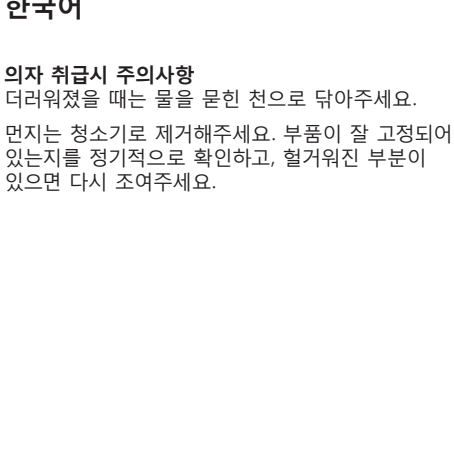 한국어
의자 취급시 주의사항
더러워졌을 때는 물을 묻힌 천으로 닦아주세요.
먼지는 청소기로 제거해주세요. 부품이 잘 고정되어
있는지를 정기적으로 확인하고, 헐거워진 부분이
있으면 다시 조여주세요.